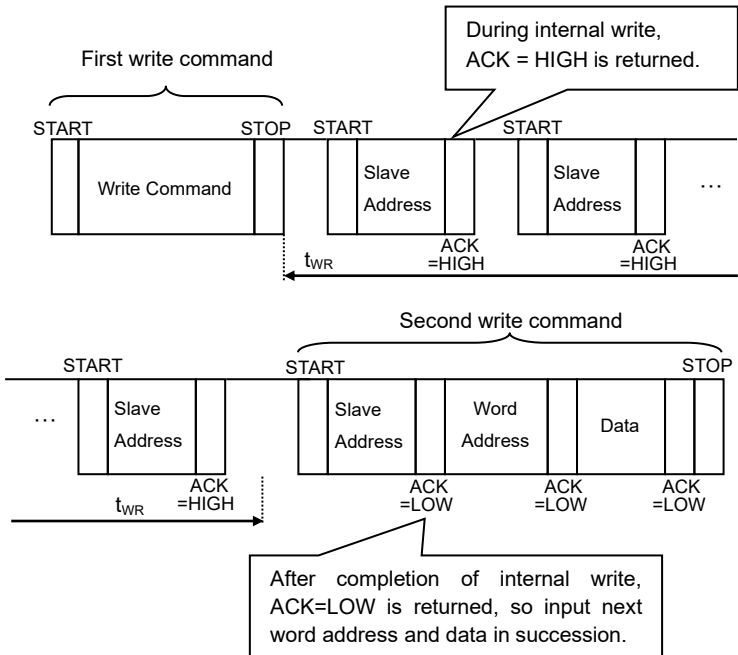 During internal write,
ACK = HIGH is returned.
First write command
START
STOP
START
START
Write Command
Slave
Address
Slave
Address
…
ACK
=HIGH
ACK
=HIGH
tWR
Second write command
START
START
STOP
…
Slave
Address
Slave
Address
Word
Address
Data
ACK
=HIGH
ACK
=LOW
ACK
=LOW
ACK
=LOW
tWR
After completion of internal write,
ACK=LOW is returned, so input next
word address and data in succession.